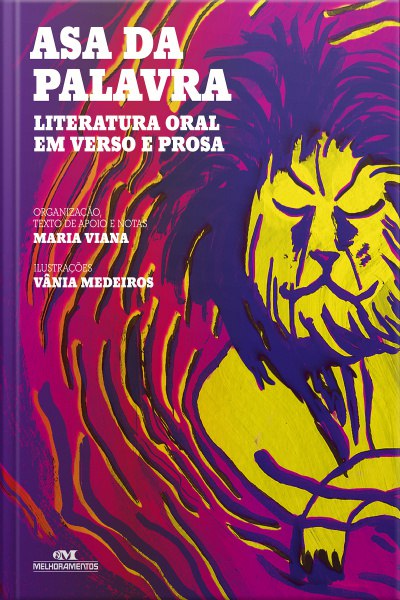 ASA DA
PALAVRA
LITERATURA ORAL
EM VERSO E PROSA
ORGANIZAÇÃO,
TEXTO DE APOIO E NOTAS
MARIA VIANA
ILUSTRAÇÕES
VÂNIA MEDEIROS
MELHORAMENTOS